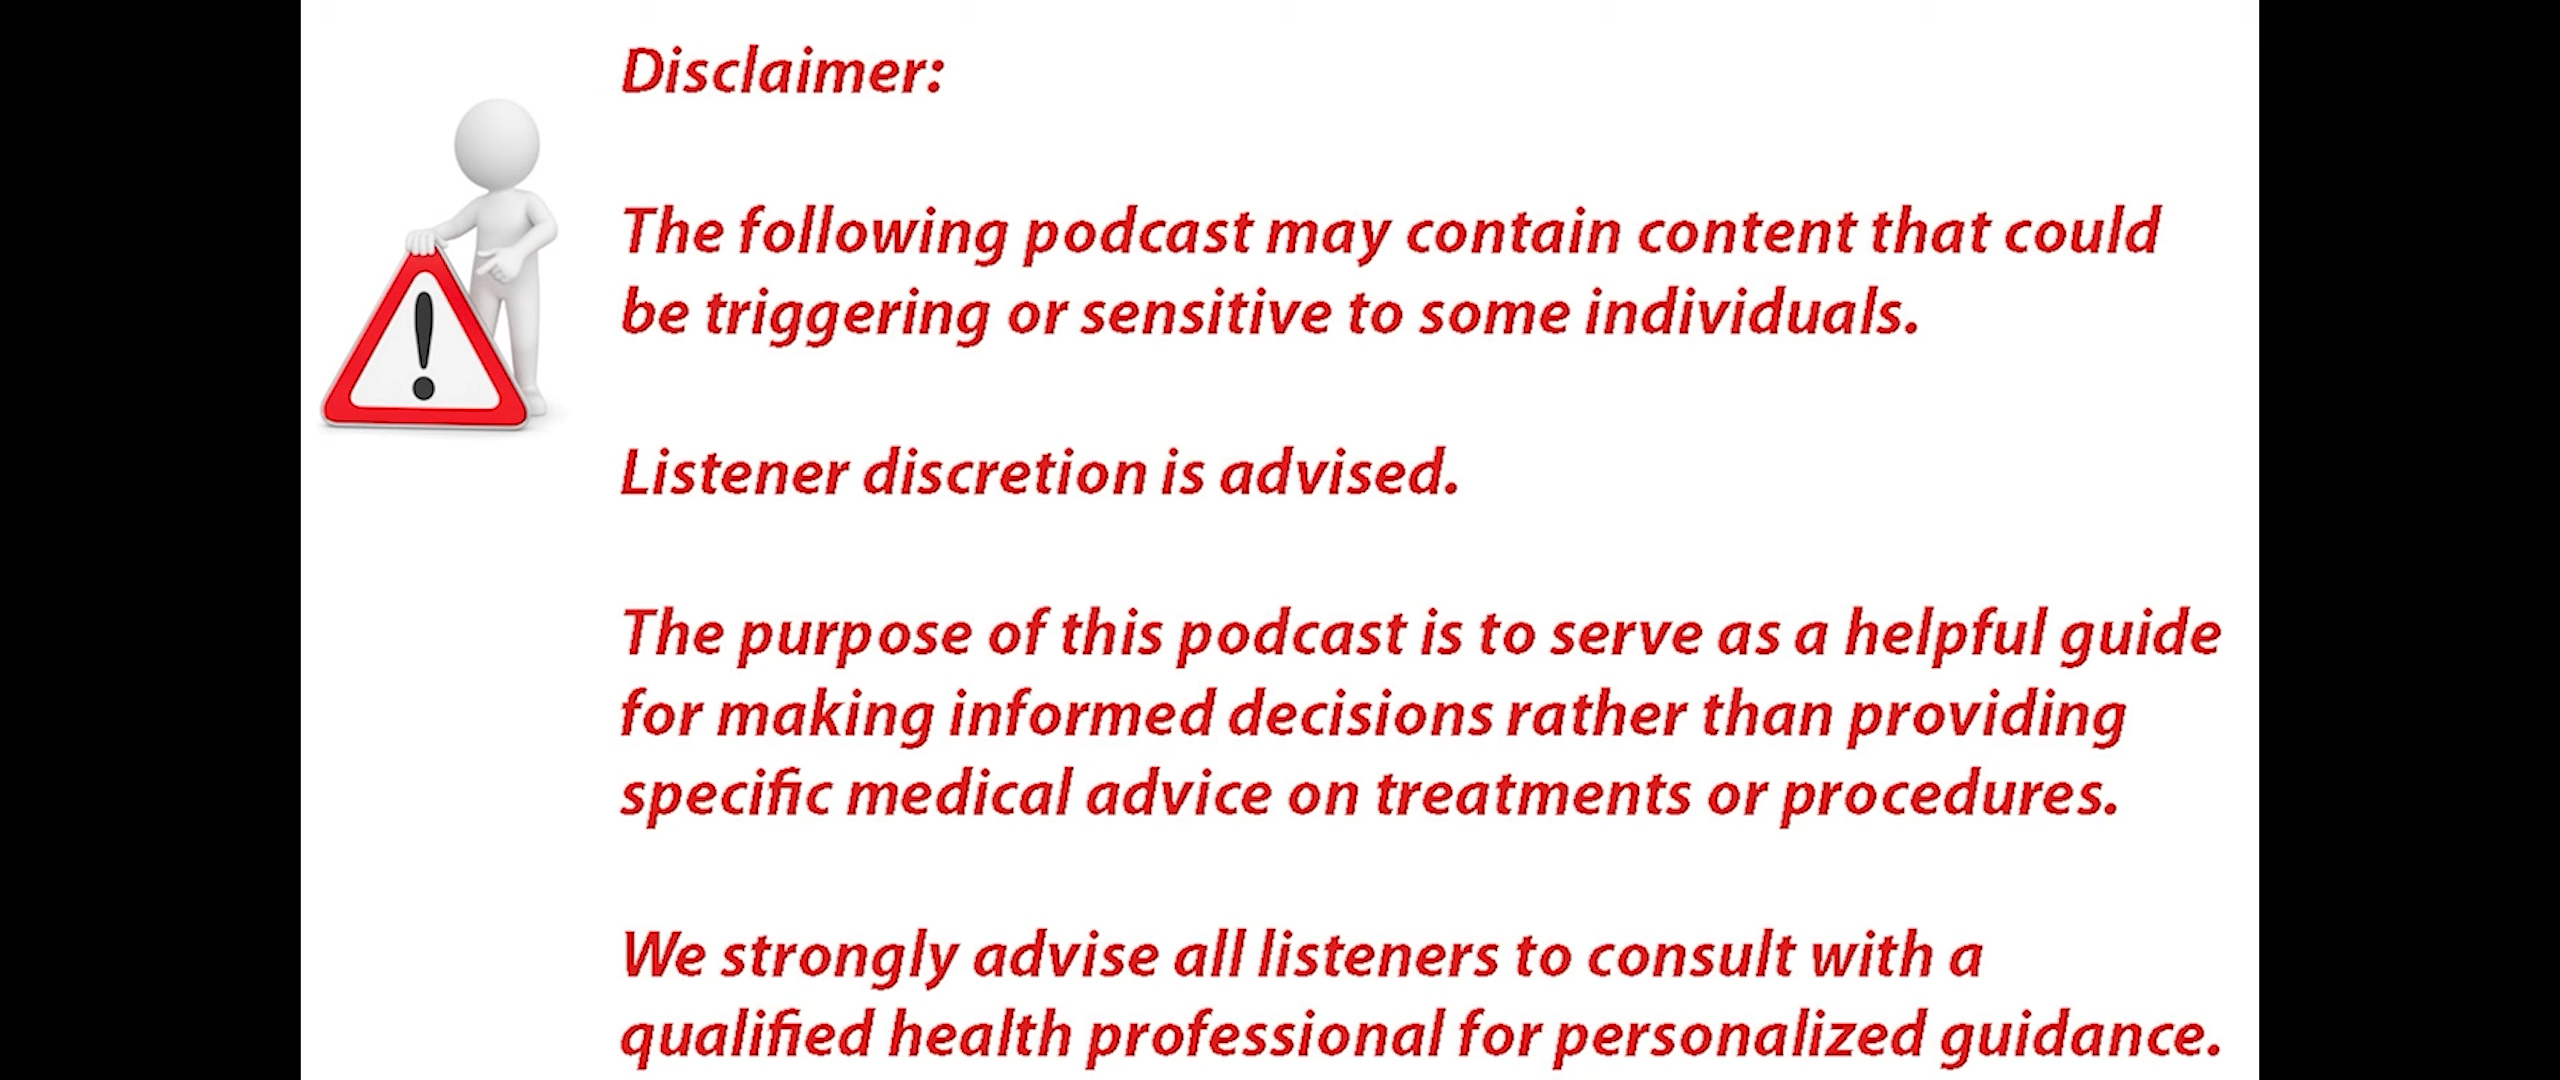 Disclaimer:
The following podcast may contain content that could
be triggering or sensitive to some individuals.
Listener discretion is advised.
The purpose of this podcast is to serve as a helpful guide
for making informed decisions rather than providing
specific medical advice on treatments or procedures.
We strongly advise all listeners to consult with a
qualified health professional for personalized guidance.